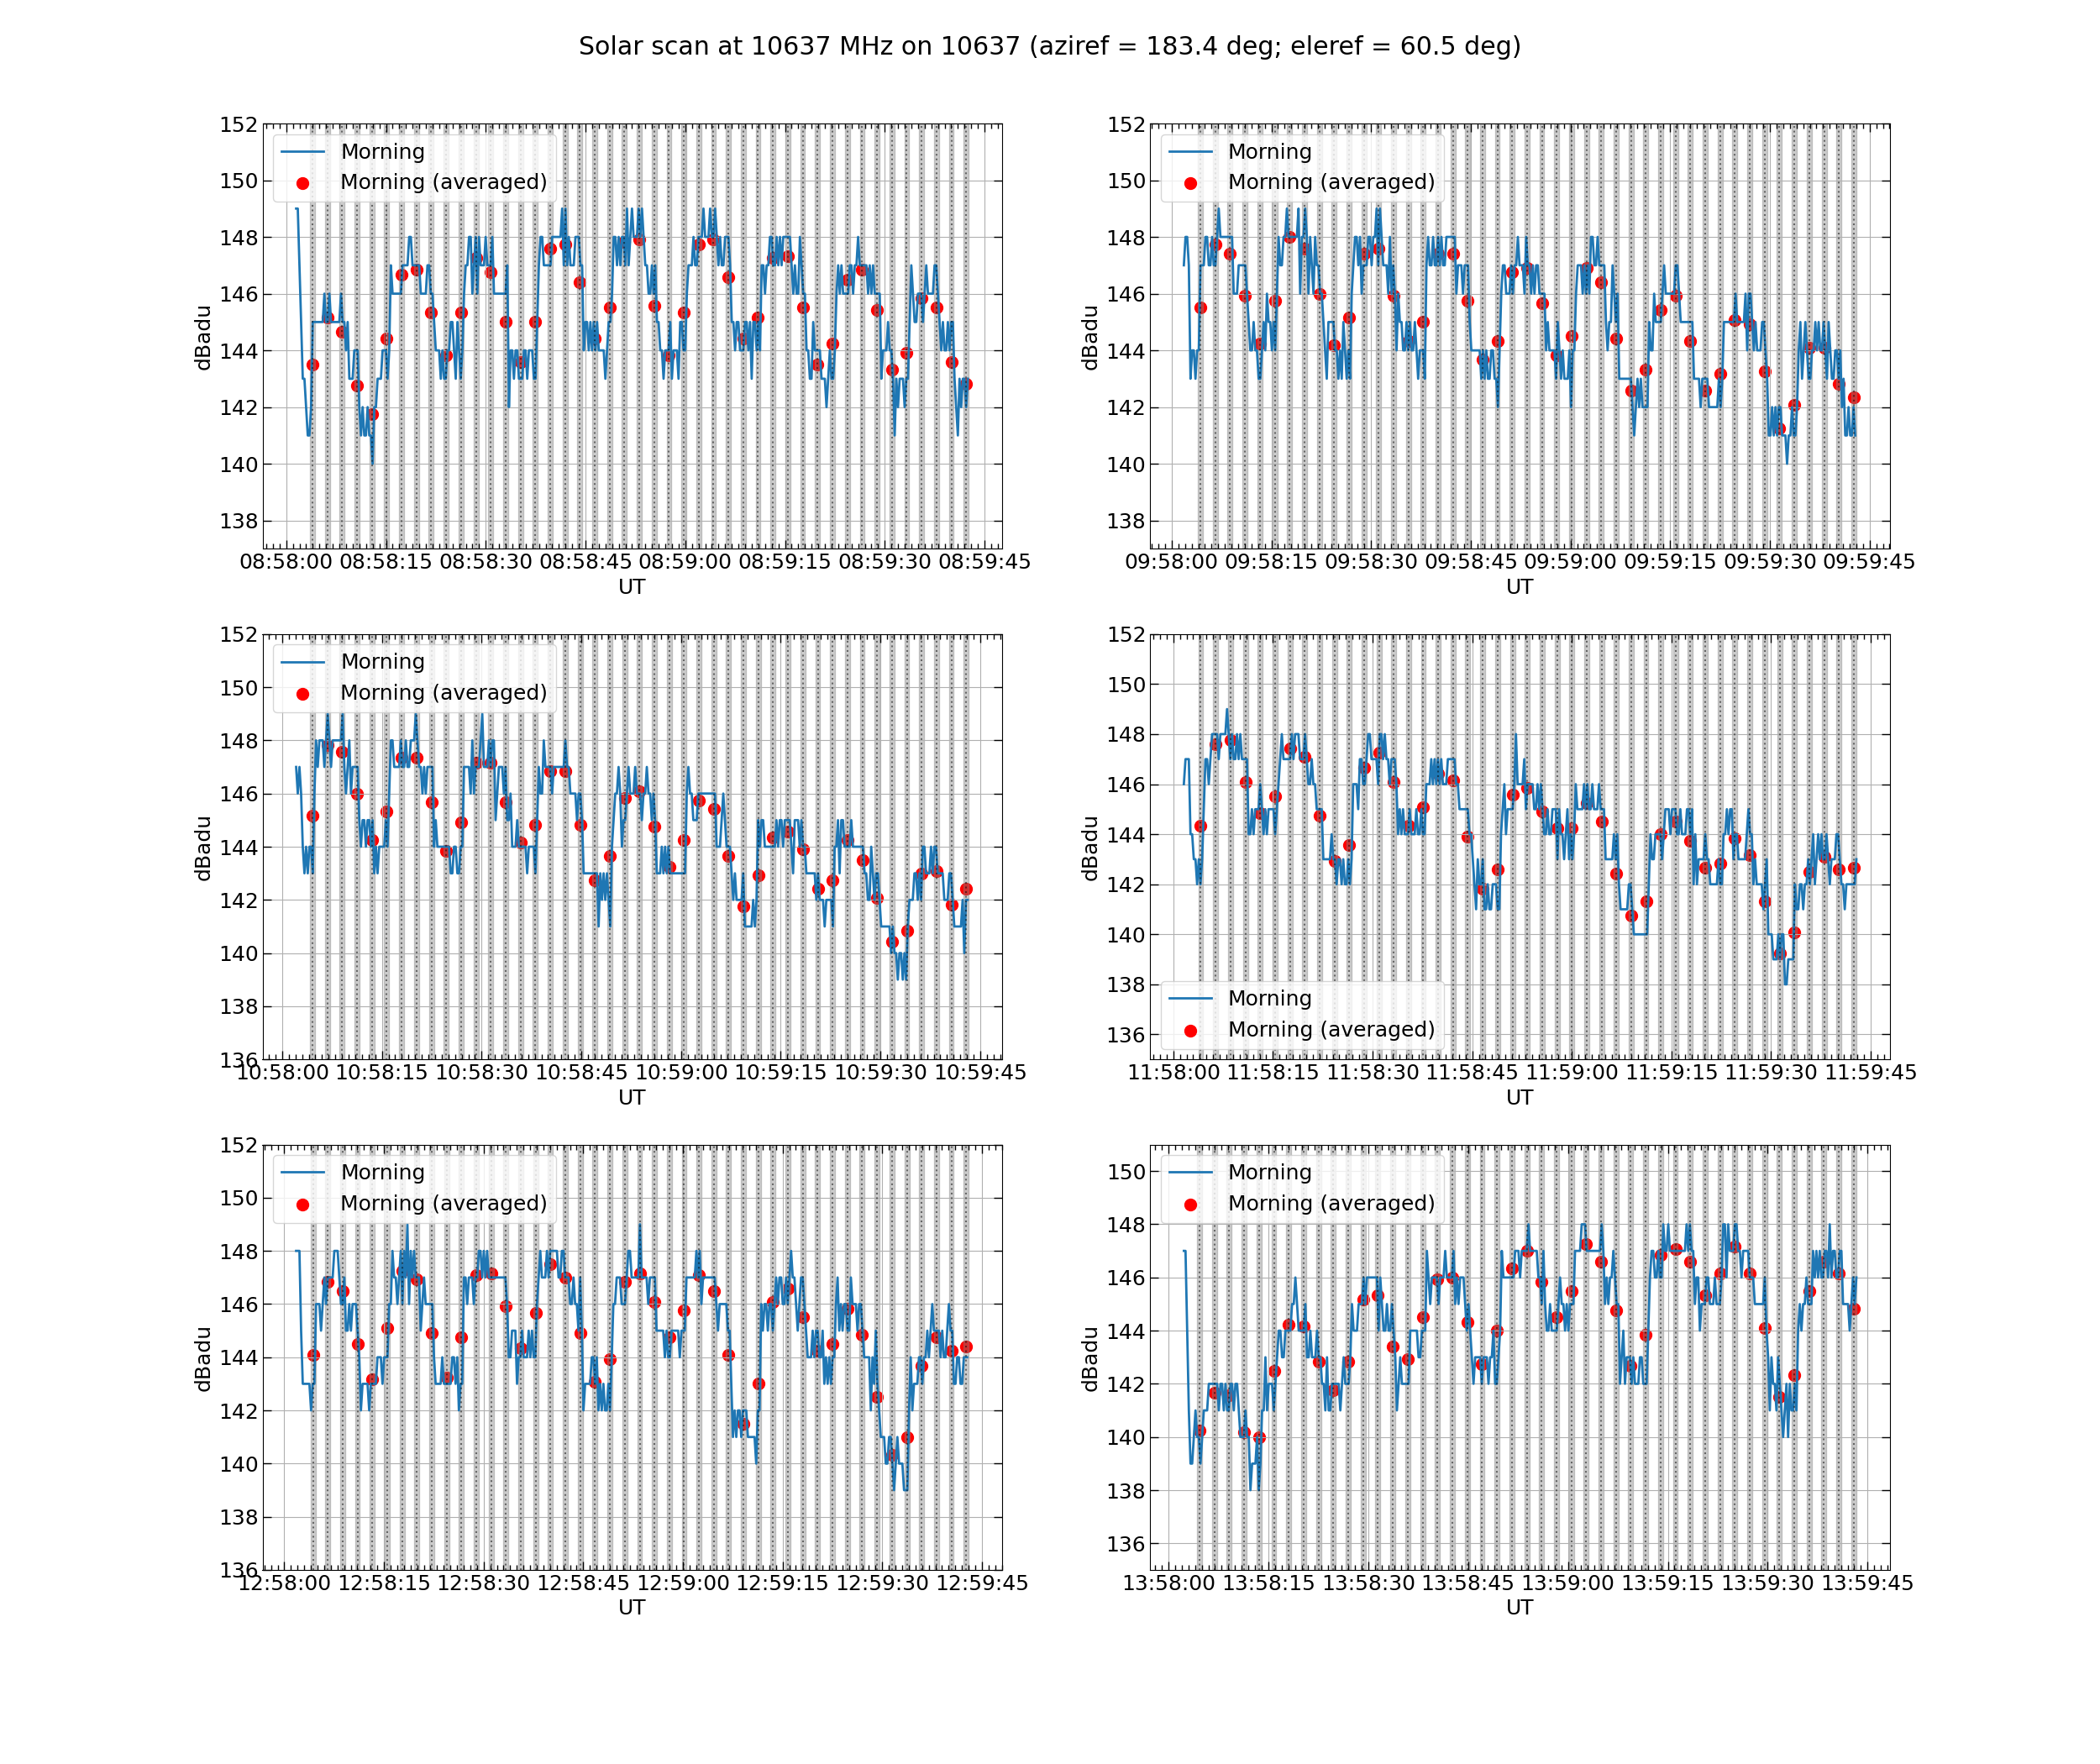 Solar scan at 10637 MHz on 10637 (aziref = 183.4 deg; eleref = 60.5 deg)
152
150
148
146
144
142
140
138
dBadu
Morning
Morning (averaged)
08:58:00 08:58:15 08:58:30 08:58:45 08:59:00 08:59:15 08:59:30 08:59:45
UT
152
150
148
146
144
142
140
138
dBadu
Morning
Morning (averaged)
09:58:00 09:58:15 09:58:30 09:58:45 09:59:00 09:59:15 09:59:30 09:59:45
UT
152
150
148
146
144
142
140
138
136
dBadu
Morning
Morning (averaged)
10:58:00 10:58:15 10:58:30 10:58:45 10:59:00 10:59:15 10:59:30 10:59:45
UT
152
150
148
146
144
142
140
138
136
dBadu
Morning
Morning (averaged)
11:58:00 11:58:15 11:58:30 11:58:45 11:59:00 11:59:15 11:59:30 11:59:45
UT
152
150
148
146
144
142
140
138
136
dBadu
Morning
Morning (averaged)
12:58:00 12:58:15 12:58:30 12:58:45 12:59:00 12:59:15 12:59:30 12:59:45
UT
150
148
146
144
142
140
138
136
dBadu
Morning
Morning (averaged)
13:58:00 13:58:15 13:58:30 13:58:45 13:59:00 13:59:15 13:59:30 13:59:45
UT